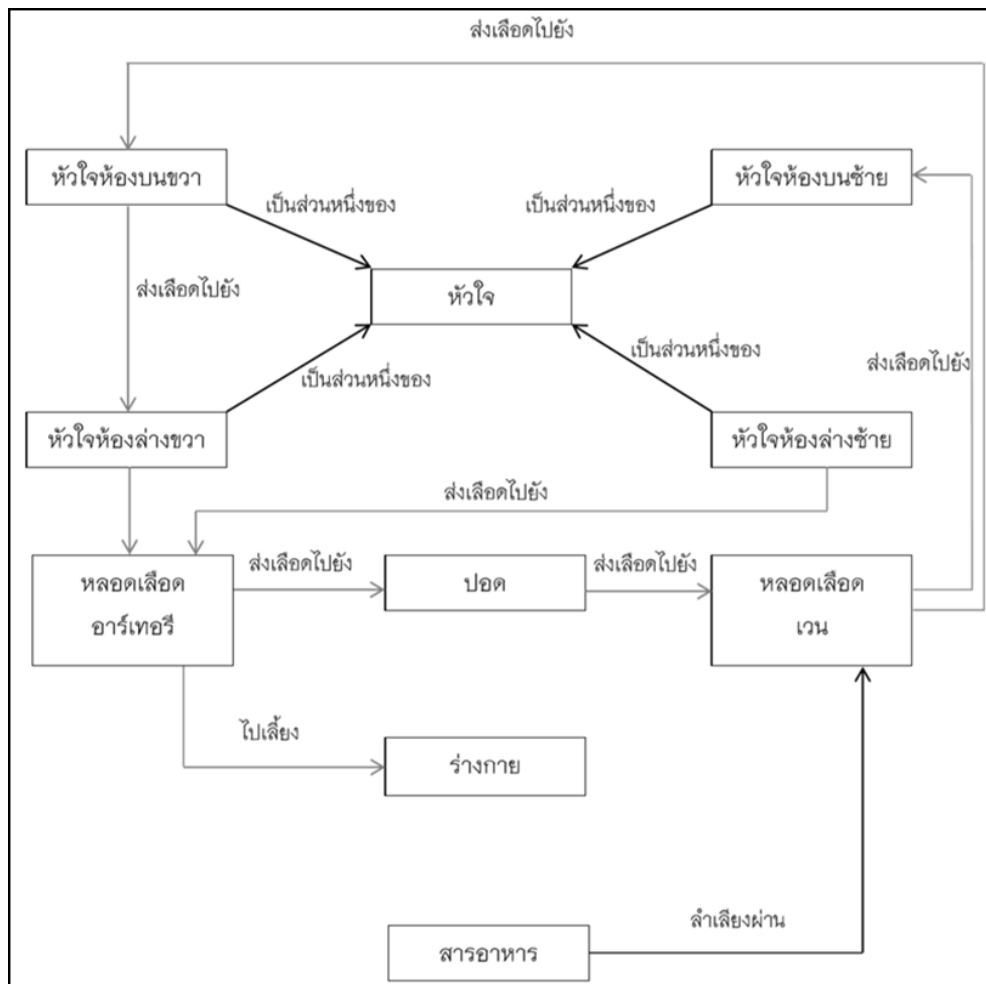 ส่งเลือดไปยัง
หัวใจห้องบนขวา
หัวใจห้องบนซ้าย
เป็นส่วนหนึ่งของ
เป็นส่วนหนึ่งของ
ส่งเลือดไปยัง
หัวใจ
เป็นส่วนหนึ่งของ
ส่งเลือดไปยัง
เป็นส่วนหนึ่งของ
หัวใจห้องล่างขวา
หัวใจห้องล่างซ้าย
ส่งเลือดไปยัง
หลอดเลือด
อาร์เทอรี
ส่งเลือดไปยัง
ปอด
ส่งเลือดไปยัง
หลอดเลือด
เวน
ไปเลี้ยง
ร่างกาย
ลำเลียงผ่าน
สารอาหาร